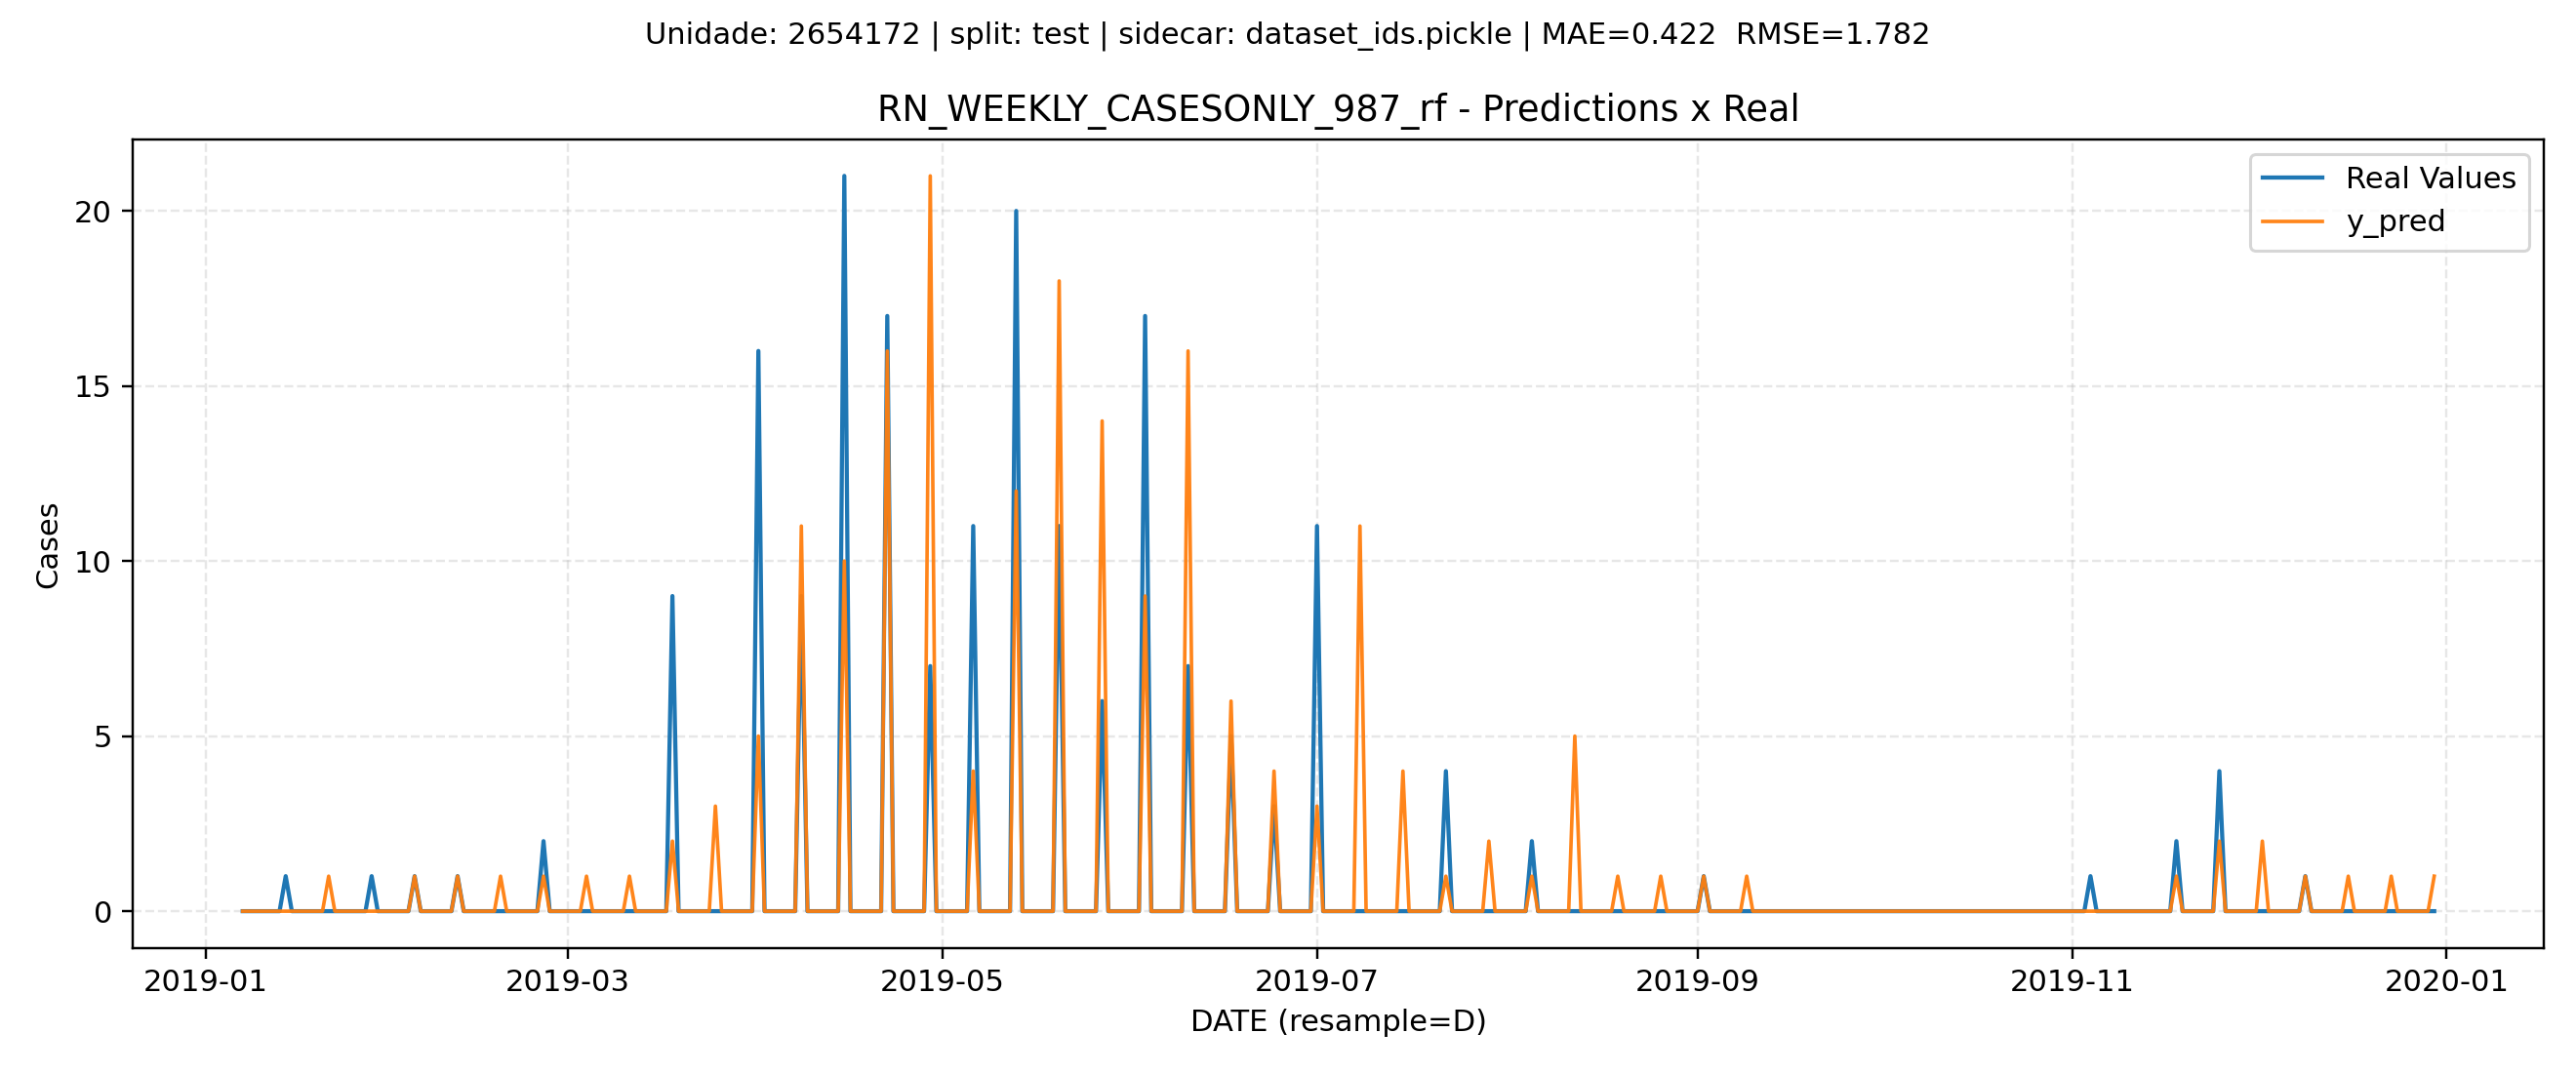 Unidade: 2654172 | split: test | sidecar: dataset_ids.pickle | MAE=0.422  RMSE=1.782
RN_WEEKLY_CASESONLY_987_rf - Predictions x Real
Real Values
y_pred
Cases
20
15
10
5
0
2019-01
2019-03
2019-05
2019-07
2019-09
2019-11
2020-01
DATE (resample=D)